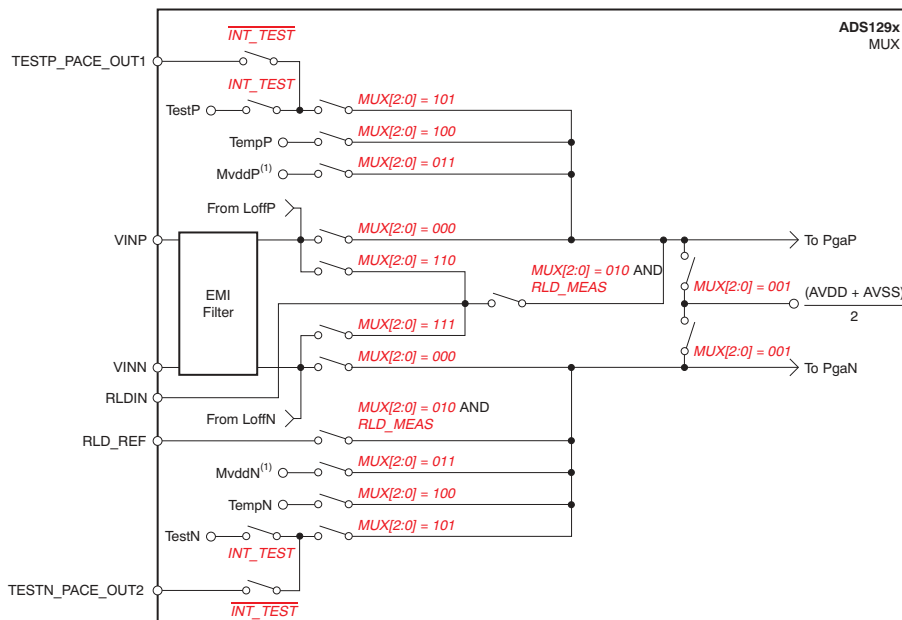 ADS129x
MUX
INT_TEST
TESTP_PACE_OUT1
INT_TEST
MUX[2:0] = 101
TestP
MUX[2:0] = 100
TempP
MUX[2:0] = 011
MvddP(1)
From LoffP
MUX[2:0] = 000
VINP
To PgaP
MUX[2:0] = 110
MUX[2:0] = 010 AND
RLD_MEAS
MUX[2:0] = 001
(AVDD + AVSS)
2
EMI
Filter
MUX[2:0] = 111
MUX[2:0] = 001
MUX[2:0] = 000
VINN
To PgaN
RLDIN
From LoffN
MUX[2:0] = 010 AND
RLD_MEAS
RLD_REF
MUX[2:0] = 011
MvddN(1)
MUX[2:0] = 100
TempN
MUX[2:0] = 101
TestN
INT_TEST
TESTN_PACE_OUT2
INT_TEST